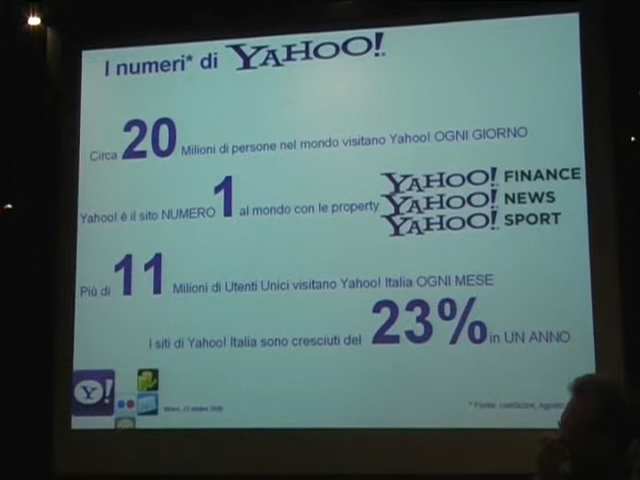 I numeri* di YAHOO!
Circa 20 Milioni di persone nel mondo visitano Yahoo! OGNI GIORNO
Yahoo! è il sito NUMERO 1 al mondo con le property
YAHOO! FINANCE
YAHOO! NEWS
YAHOO! SPORT
Più di 11 Milioni di Utenti Unici visitano Yahoo! Italia OGNI MESE
I siti di Yahoo! Italia sono cresciuti del 23% in UN ANNO
Y!
* Fonte: comScore,